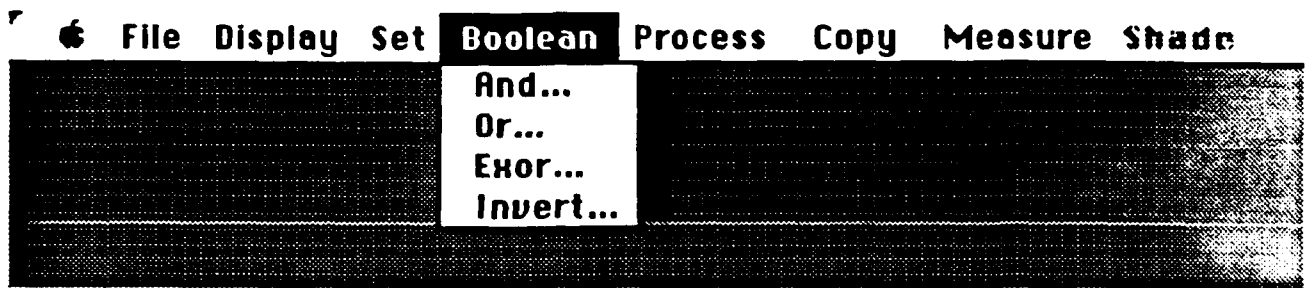 File Display Set Boolean Process Copy Measure Shade
And...
Or...
Exor...
Invert...